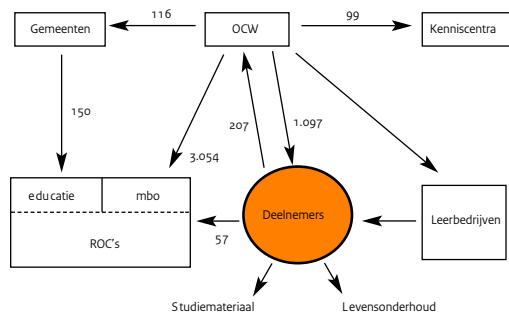 116
99
Gemeenten
OCW
Kenniscentra
150
207
1.097
3.054
educatie
mbo
Deelnemers
Leerbedrijven
ROC's
57
Studiemateriaal
Levensonderhoud